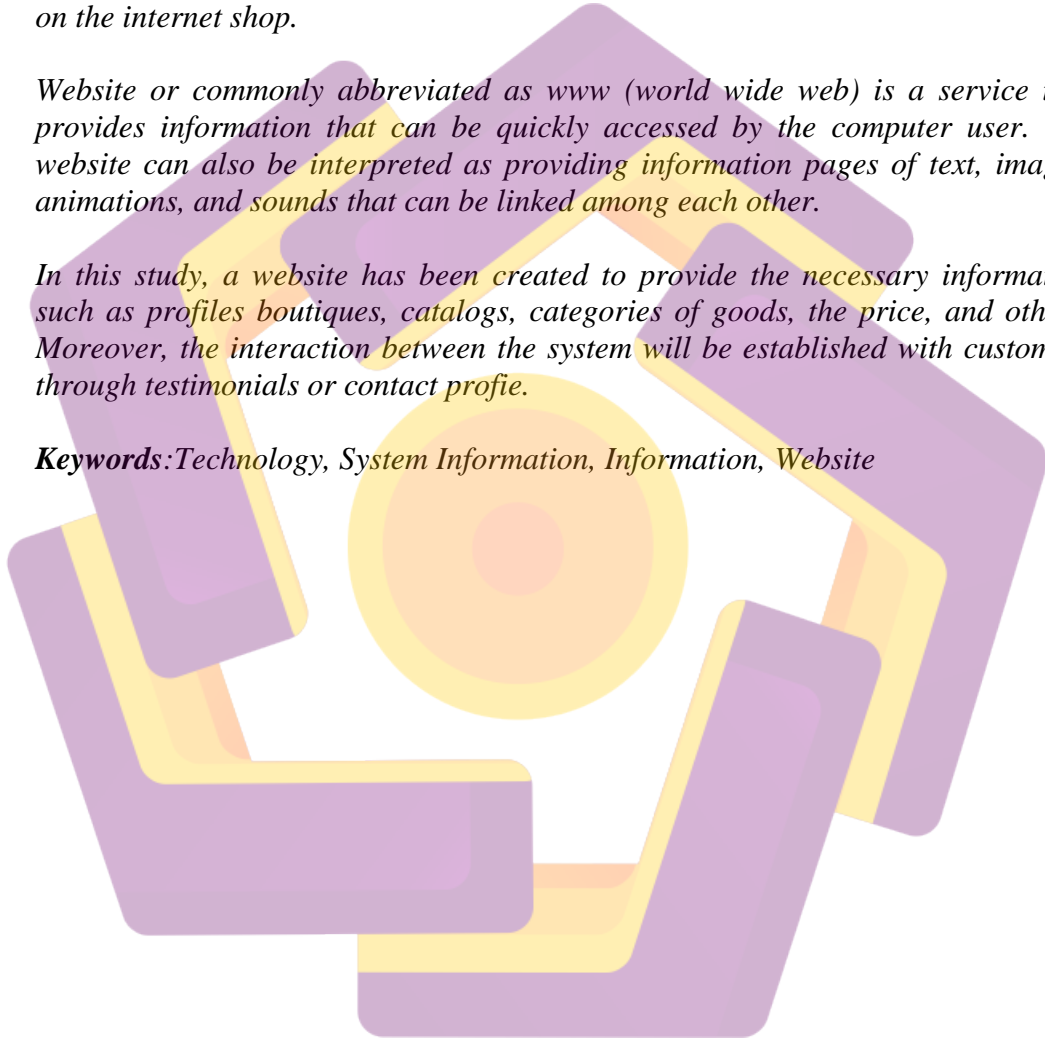 on the internet shop.
Website or commonly abbreviated as www (world wide web) is a service
provides information that can be quickly accessed by the computer user.
website can also be interpreted as providing information pages of text,
animations, and sounds that can be linked among each other.
In this study, a website has been created to provide the necessary
such as profiles boutiques, catalogs, categories of goods, the price, and
Moreover, the interaction between the system will be established with
through testimonials or contact profie.
Keywords:Technology, System Information, Information, Website